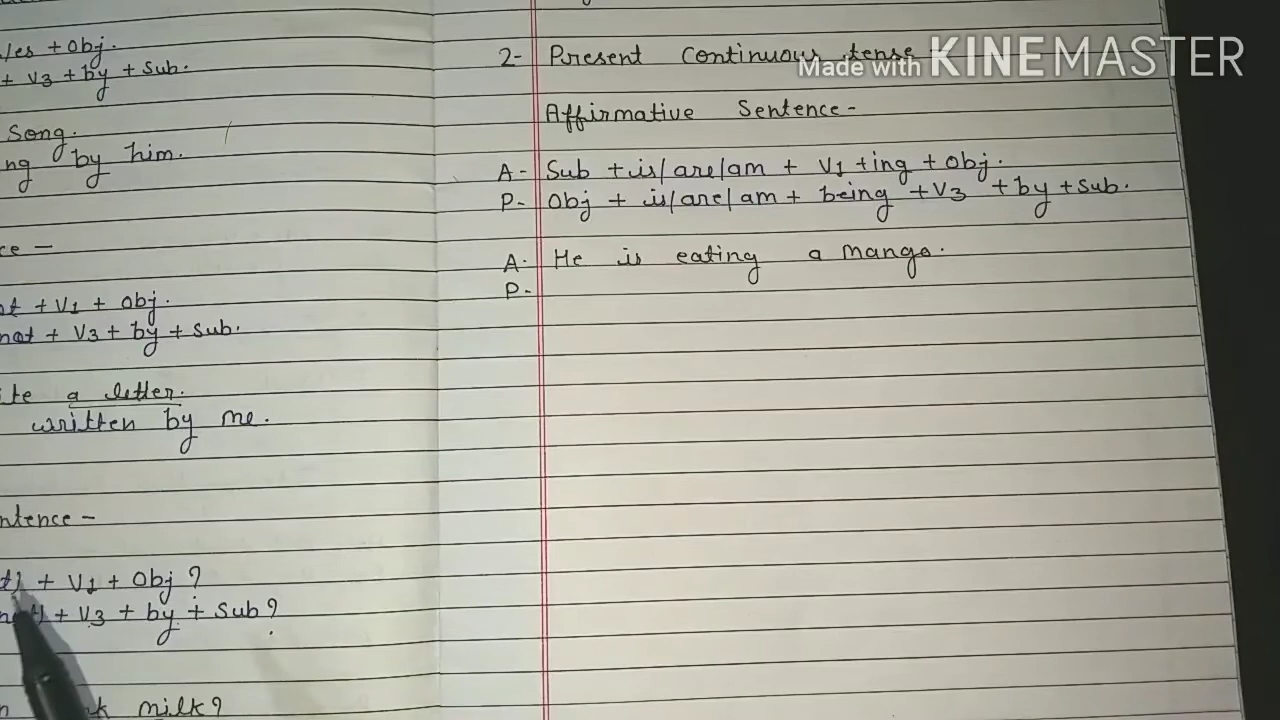 /es + Obj.
+ V3 + by + Sub.
Song.
ng by him.
ce -
+ V1 + Obj.
not + V3 + by + Sub.
te a letter.
written by me.
ntence -
+ V1 + Obj ?
+ V3 + by + Sub ?
milk?
2- Present continuous tense
Made with KINEMASTER
Affirmative Sentence -
A- Sub + is/are/am + V1 + ing + Obj.
P- Obj + is/are/am + being + V3 + by + Sub.
A. He is eating a mango.
P-